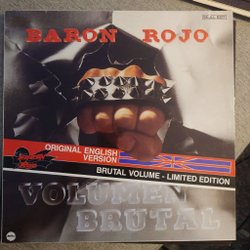 BARON ROJO
ORIGINAL ENGLISH
VERSION
BRUTAL VOLUME - LIMITED EDITION
VOLUMEN
BRUTAL